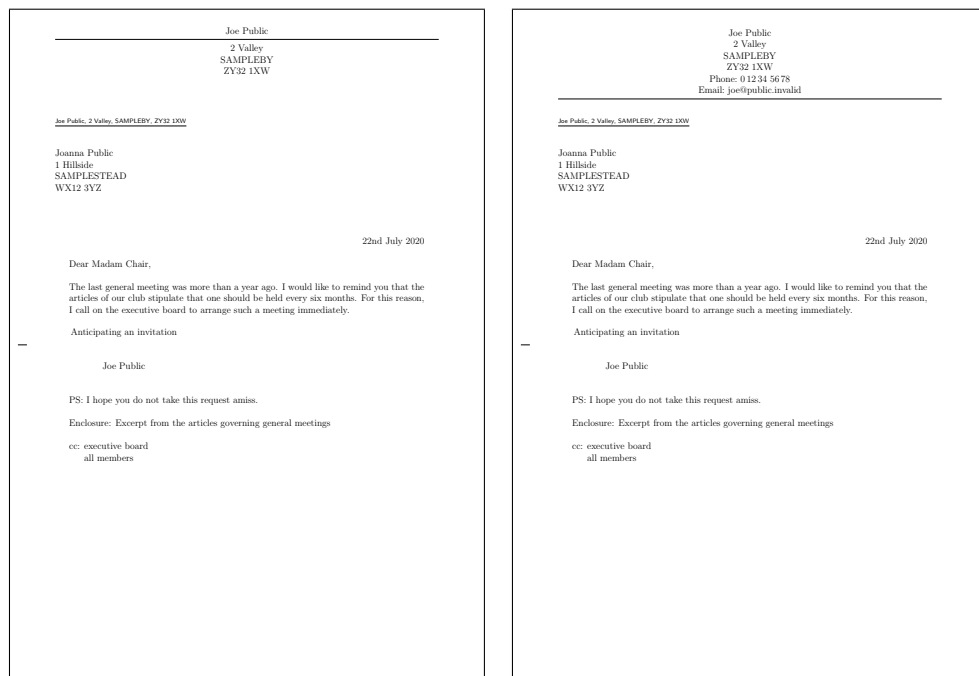 Joe Public
2 Valley
SAMPLEBY
ZY32 1XW
Joe Public, 2 Valley, SAMPLEBY, ZY32 1XW
Joanna Public
1 Hillside
SAMPLESTEAD
WX12 3YZ
22nd July 2020
Dear Madam Chair,
The last general meeting was more than a year ago. I would like to remind you that the
articles of our club stipulate that one should be held every six months. For this reason,
I call on the executive board to arrange such a meeting immediately.
Anticipating an invitation
Joe Public
PS: I hope you do not take this request amiss.
Enclosure: Excerpt from the articles governing general meetings
cc: executive board
all members
Joe Public
2 Valley
SAMPLEBY
ZY32 1XW
Phone: 0 12 34 56 78
Email: joe@public.invalid
Joe Public, 2 Valley, SAMPLEBY, ZY32 1XW
Joanna Public
1 Hillside
SAMPLESTEAD
WX12 3YZ
22nd July 2020
Dear Madam Chair,
The last general meeting was more than a year ago. I would like to remind you that the
articles of our club stipulate that one should be held every six months. For this reason,
I call on the executive board to arrange such a meeting immediately.
Anticipating an invitation
Joe Public
PS: I hope you do not take this request amiss.
Enclosure: Excerpt from the articles governing general meetings
cc: executive board
all members